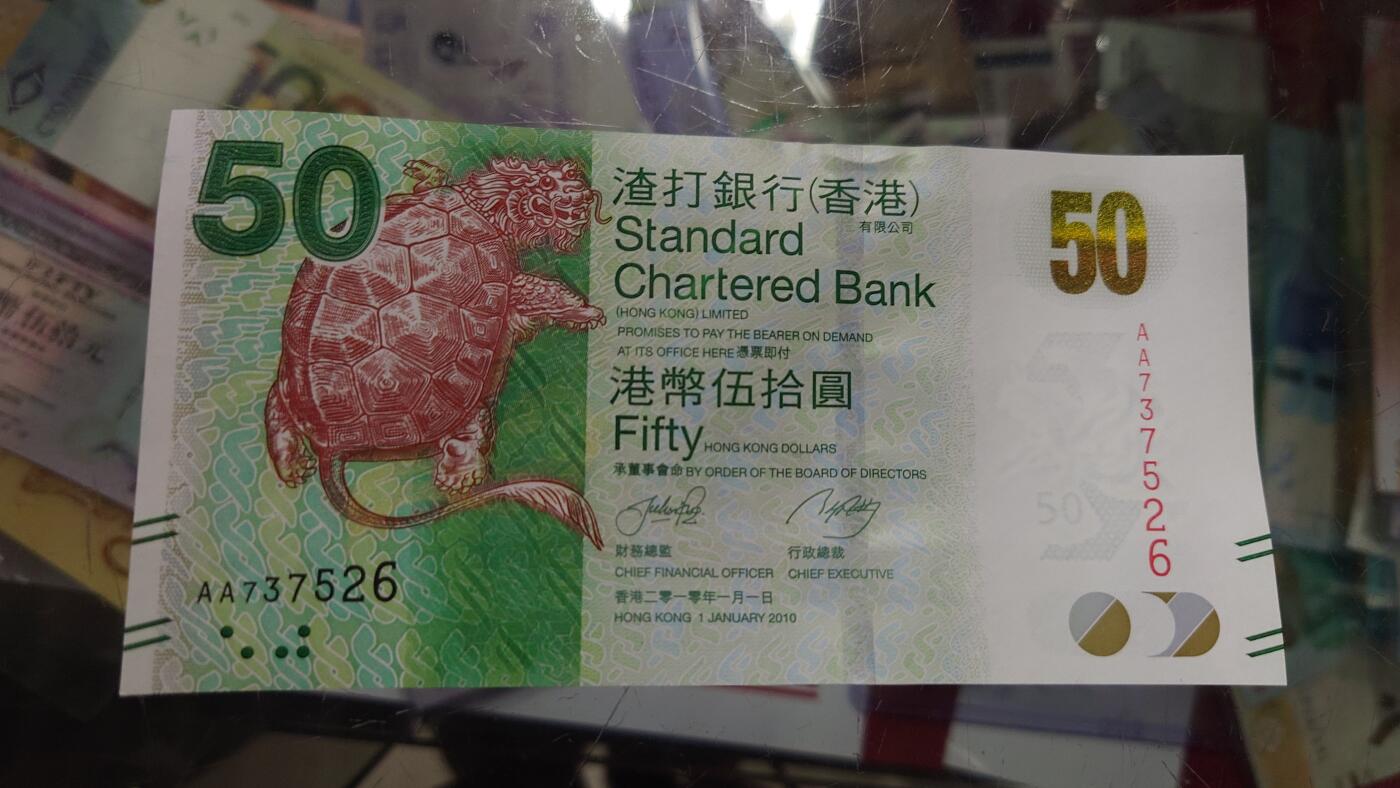 50
渣打銀行(香港)
有限公司
Standard
Chartered Bank
(HONG KONG) LIMITED
PROMISES TO PAY THE BEARER ON DEMAND
AT ITS OFFICE HERE 憑票即付
港幣伍拾圓
Fifty HONG KONG DOLLARS
承董事會命 BY ORDER OF THE BOARD OF DIRECTORS
財務總監 行政總裁
CHIEF FINANCIAL OFFICER CHIEF EXECUTIVE
香港二零一零年一月一日
HONG KONG 1 JANUARY 2010
AA737526
50
AA737526
50